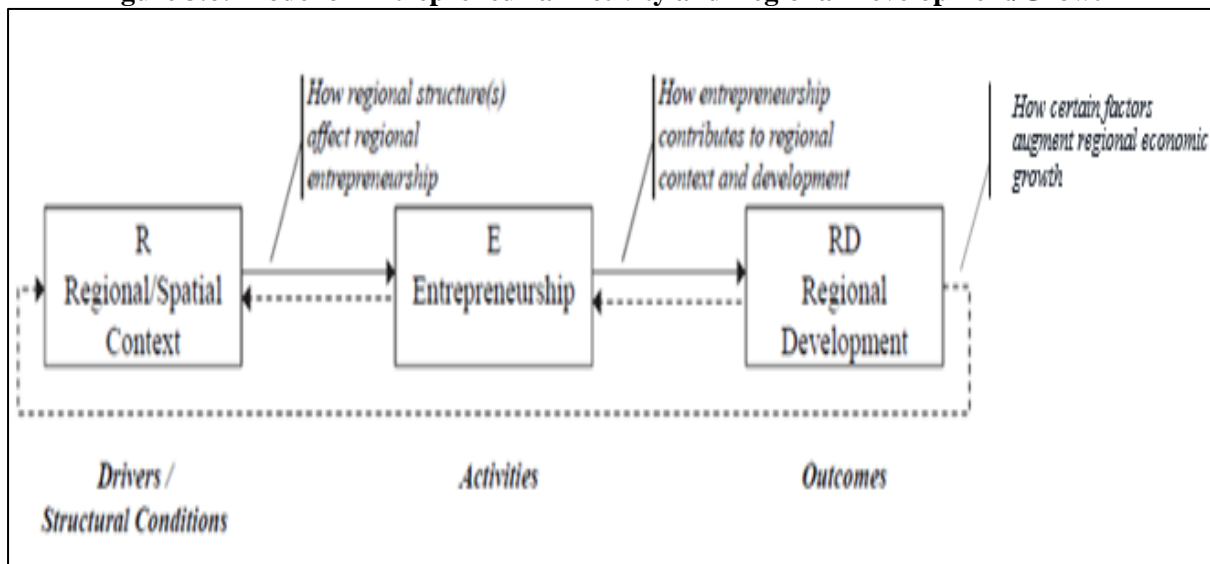 How regional structure(s)
affect regional
entrepreneurship
How entrepreneurship
contributes to regional
context and development
How certain factors
augment regional economic
growth
R
Regional/Spatial
Context
E
Entrepreneurship
RD
Regional
Development
Drivers /
Structural Conditions
Activities
Outcomes